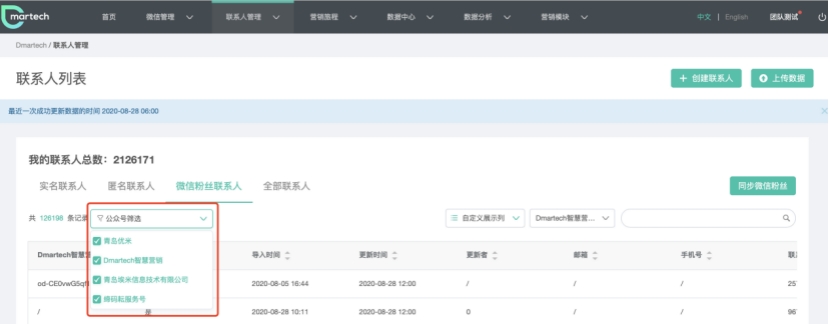 martech 首页 微信管理 联系人管理 营销旅程 数据中心 数据分析 营销模块 中文 | English 团队测试
Dmartech / 联系人管理
联系人列表 + 创建联系人 上传数据
最近一次成功更新数据的时间 2020-08-28 06:00
我的联系人总数：2126171
实名联系人 匿名联系人 微信粉丝联系人 全部联系人 同步微信粉丝
共 126198 条记录 公众号筛选 自定义展示列 Dmartech智慧营...
青岛优米
Dmartech智慧营销
青岛埃米信息技术有限公司
蜂码私服务号
Dmartech智慧营 导入时间 更新时间 更新者 邮箱 手机号
od-CE0vwG5qf 2020-08-05 16:44 2020-08-28 12:00 / / / 25
/ 是 2020-08-28 10:11 2020-08-28 12:00 0 / / 96